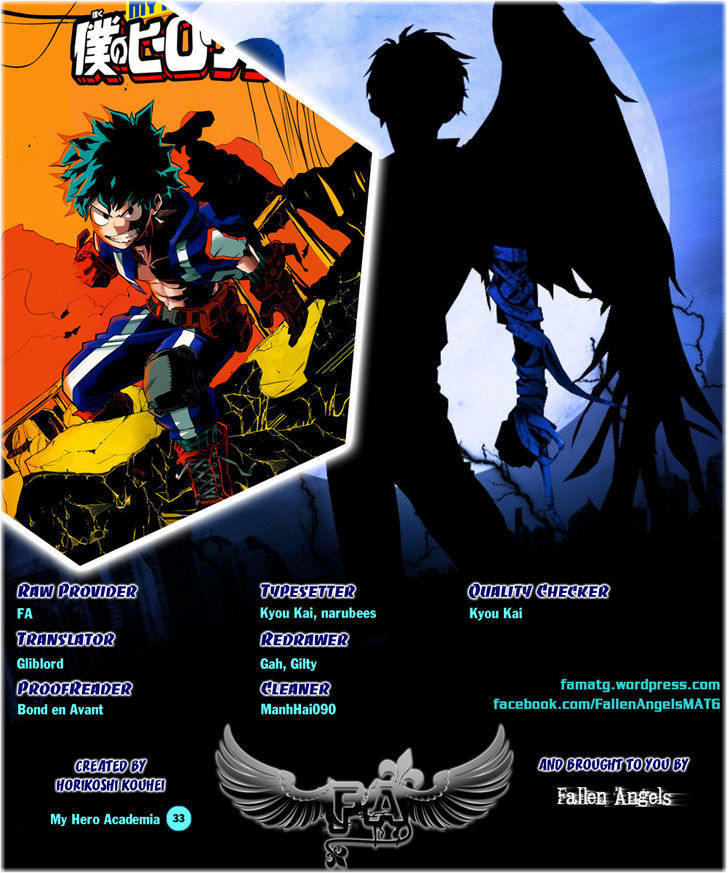 MY
僕のヒーロー
RAW PROVIDER
FA
TRANSLATOR
Gliblord
PROOFREADER
Bond en Avant
TYPESETTER
Kyou Kai, narubees
REDRAWER
Gah, Gilty
CLEANER
ManhHai090
QUALITY CHECKER
Kyou Kai
famatg.wordpress.com
facebook.com/FallenAngelsMATG
CREATED BY
HORIKOSHI KOUHEI
My Hero Academia 33
FA
AND BROUGHT TO YOU BY
Fallen Angels